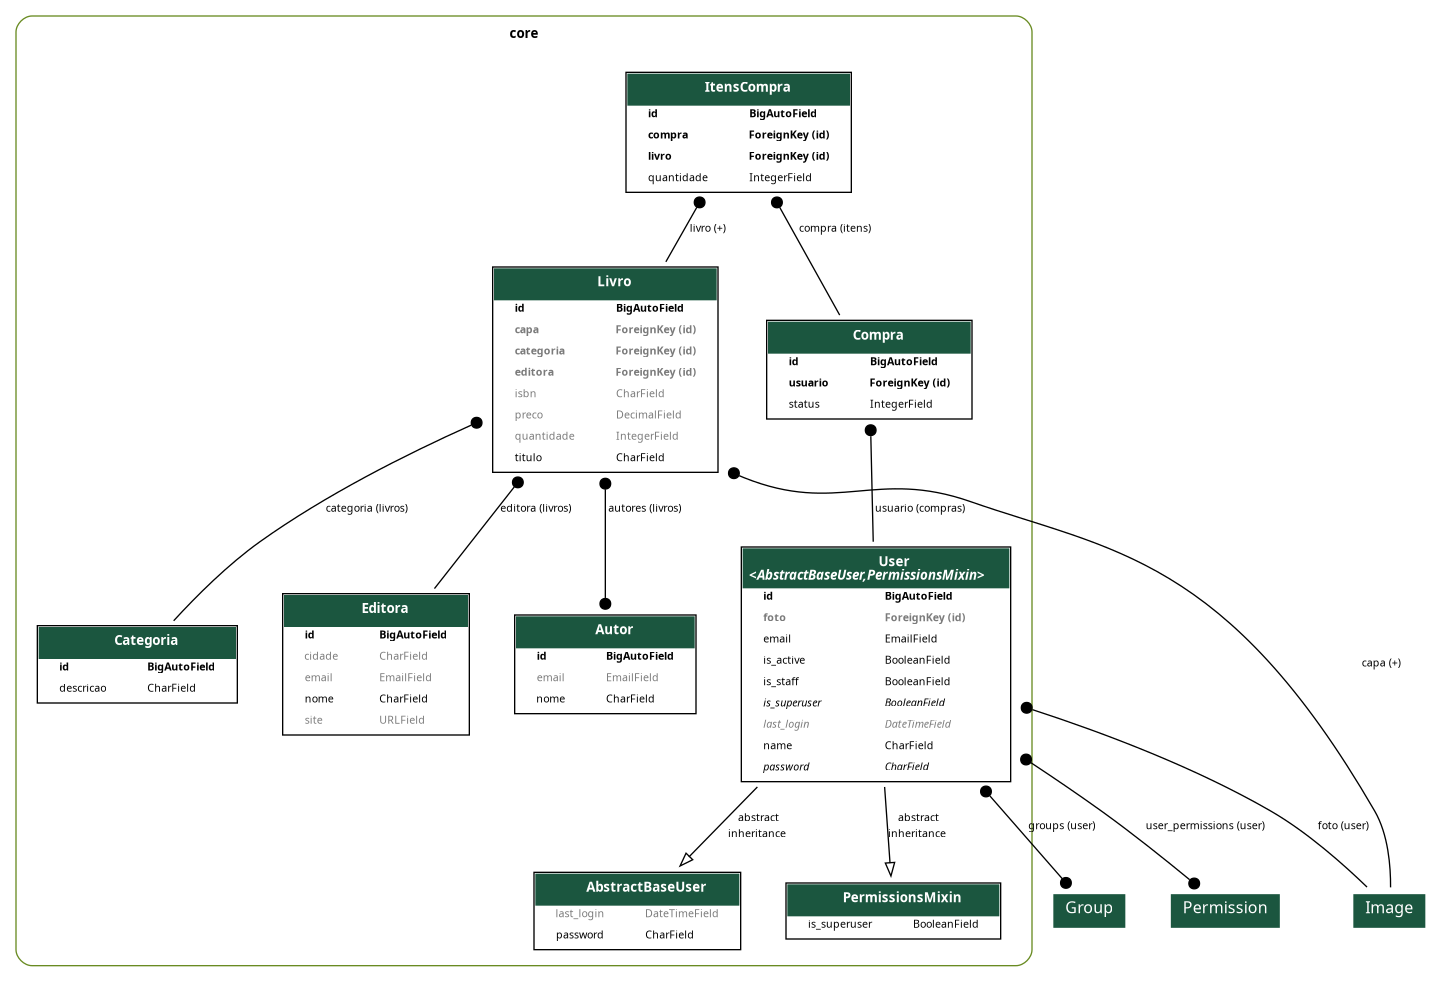 core
ItensCompra
id BigAutoField
compra ForeignKey (id)
livro ForeignKey (id)
quantidade IntegerField
livro (+)
compra (itens)
Livro
id BigAutoField
capa ForeignKey (id)
categoria ForeignKey (id)
editora ForeignKey (id)
isbn CharField
preco DecimalField
quantidade IntegerField
titulo CharField
Compra
id BigAutoField
usuario ForeignKey (id)
status IntegerField
categoria (livros)
editora (livros)
autores (livros)
usuario (compras)
capa (+)
Categoria
id BigAutoField
descricao CharField
Editora
id BigAutoField
cidade CharField
email EmailField
nome CharField
site URLField
Autor
id BigAutoField
email EmailField
nome CharField
User
<AbstractBaseUser,PermissionsMixin>
id BigAutoField
foto ForeignKey (id)
email EmailField
is_active BooleanField
is_staff BooleanField
is_superuser BooleanField
last_login DateTimeField
name CharField
password CharField
abstract
inheritance
abstract
inheritance
groups (user)
user_permissions (user)
foto (user)
AbstractBaseUser
last_login DateTimeField
password CharField
PermissionsMixin
is_superuser BooleanField
Group
Permission
Image